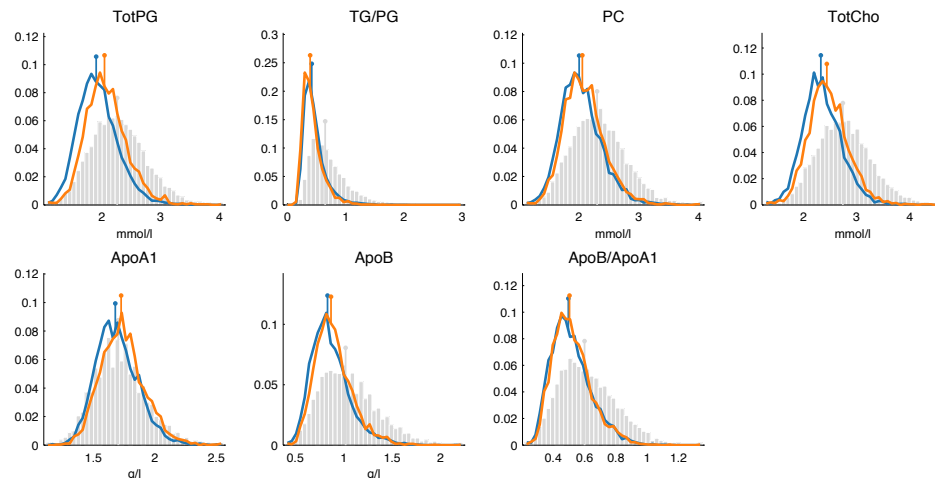 TotPG TG/PG PC TotCho
0.12 0.3 0.12 0.12
0.1 0.25 0.1 0.1
0.08 0.2 0.08 0.08
0.06 0.15 0.06 0.06
0.04 0.1 0.04 0.04
0.02 0.05 0.02 0.02
0 0 0 0
2 3 4 0 1 2 3 2 3 4 2 3 4
mmol/l mmol/l mmol/l
ApoA1 ApoB ApoB/ApoA1
0.12 0.12
0.1 0.1 0.1
0.08 0.08
0.06 0.05 0.06
0.04 0.04
0.02 0.02
0 0 0
1.5 2 2.5 0.5 1 1.5 2 0.4 0.6 0.8 1 1.2
g/l g/l